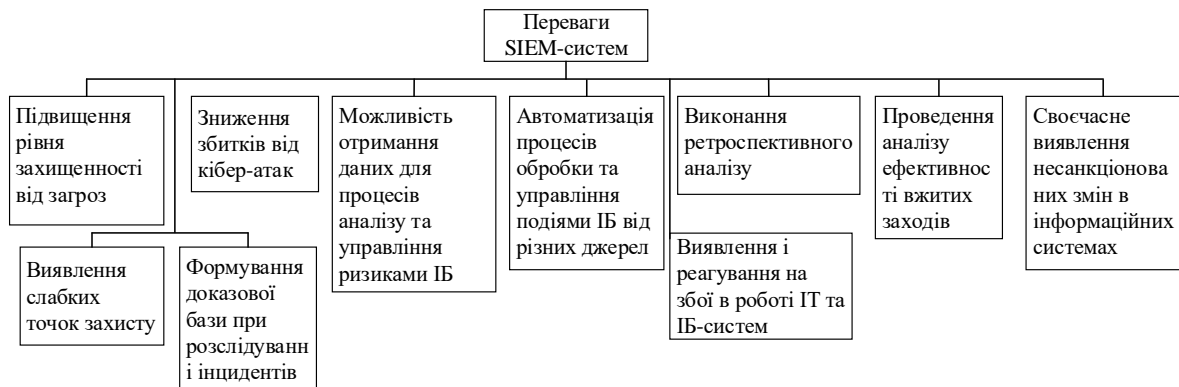 Переваги
SIEM-систем
Підвищення
рівня
захищенності
від загроз
Зниження
збитків від
кібер-атак
Можливість
отримання
даних для
процесів
аналізу та
управління
ризиками ІБ
Автоматизація
процесів
обробки та
управління
подіями ІБ від
різних джерел
Виконання
ретроспективного
аналізу
Проведення
аналізу
ефективнос
ті вжитих
заходів
Своєчасне
виявлення
несанкціонова
них змін в
інформаційних
системах
Виявлення
слабких
точок захисту
Формування
доказової
бази при
розслідуванн
і інцидентів
Виявлення і
реагування на
збої в роботі ІТ та
ІБ-систем